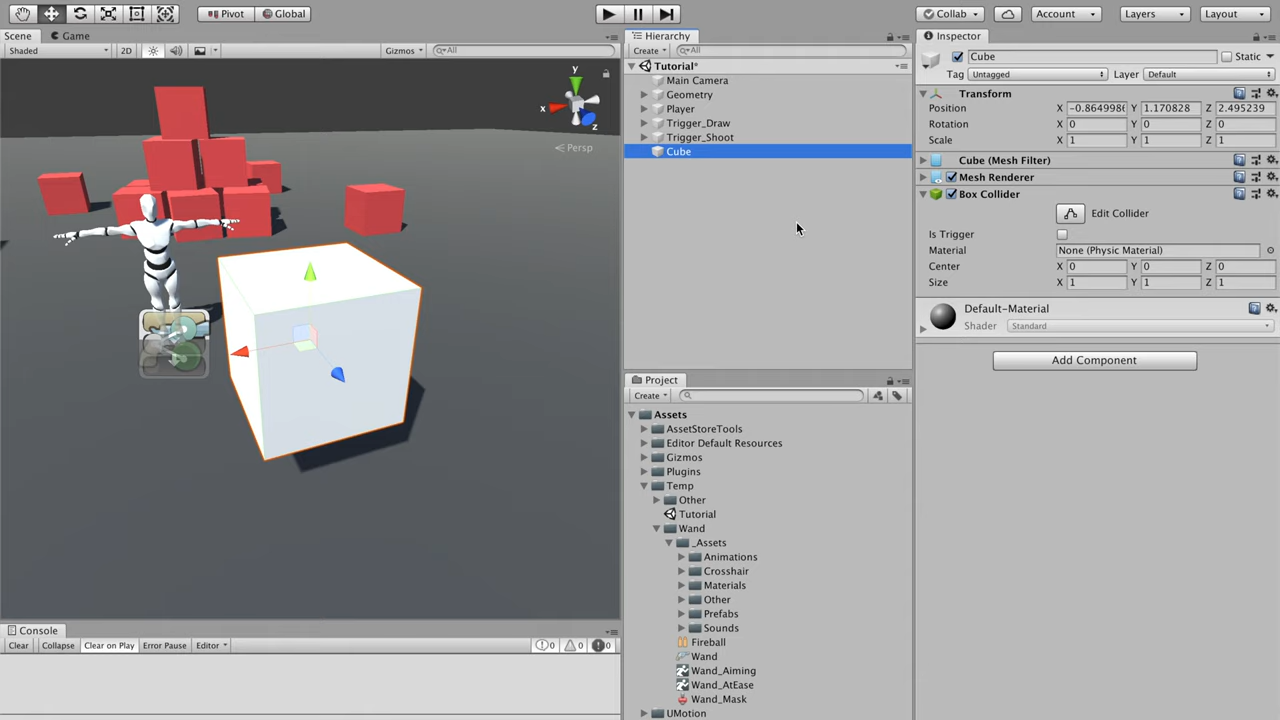 Pivot Global Collab Account Layers Layout
Scene Game
Shaded 2D Gizmos All
y
x
z
Persp
Console
Clear Collapse Clear on Play Error Pause Editor 0 0 0
Hierarchy
Create All
Tutorial*
Main Camera
Geometry
Player
Trigger_Draw
Trigger_Shoot
Cube
Project
Create
Assets
AssetStoreTools
Editor Default Resources
Gizmos
Plugins
Temp
Other
Tutorial
Wand
_Assets
Animations
Crosshair
Materials
Other
Prefabs
Sounds
Fireball
Wand
Wand_Aiming
Wand_AtEase
Wand_Mask
UMotion
Inspector
Cube Static
Tag Untagged Layer Default
Transform
Position X -0.864998 Y 1.170828 Z 2.495239
Rotation X 0 Y 0 Z 0
Scale X 1 Y 1 Z 1
Cube (Mesh Filter)
Mesh Renderer
Box Collider
Edit Collider
Is Trigger
Material None (Physic Material)
Center X 0 Y 0 Z 0
Size X 1 Y 1 Z 1
Default-Material
Shader Standard
Add Component